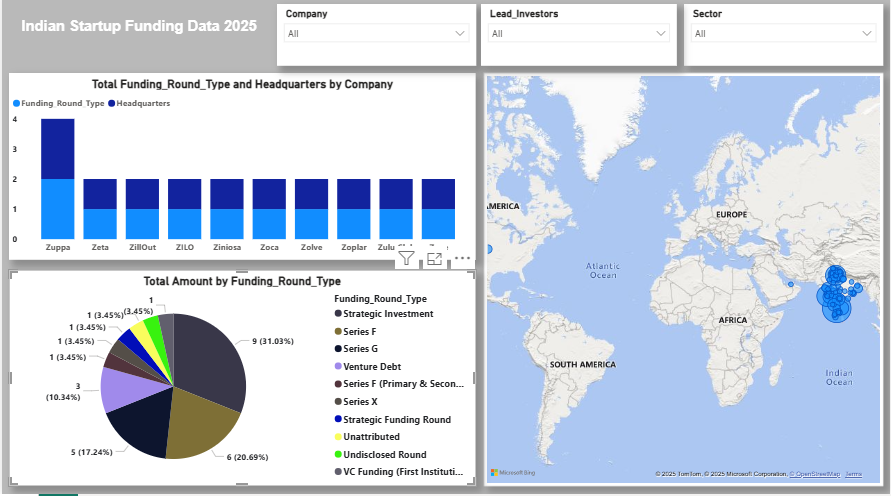 Indian Startup Funding Data 2025
Company
All
Lead_Investors
All
Sector
All
Total Funding_Round_Type and Headquarters by Company
Funding_Round_Type Headquarters
4
3
2
1
0
Zuppa Zeta ZillOut ZILO Ziniosa Zoca Zolve Zoplar Zulu
Total Amount by Funding_Round_Type
1
1 (3.45%)
(3.45%)
1 (3.45%)
1 (3.45%)
1 (3.45%)
3
(10.34%)
5 (17.24%)
6 (20.69%)
9 (31.03%)
Funding_Round_Type
Strategic Investment
Series F
Series G
Venture Debt
Series F (Primary & Secon...
Series X
Strategic Funding Round
Unattributed
Undisclosed Round
VC Funding (First Instituti...
AMERICA
EUROPE
Atlantic
Ocean
AFRICA
SOUTH AMERICA
Indian
Ocean
Microsoft Bing
© 2025 TomTom, © 2025 Microsoft Corporation, © OpenStreetMap Terms